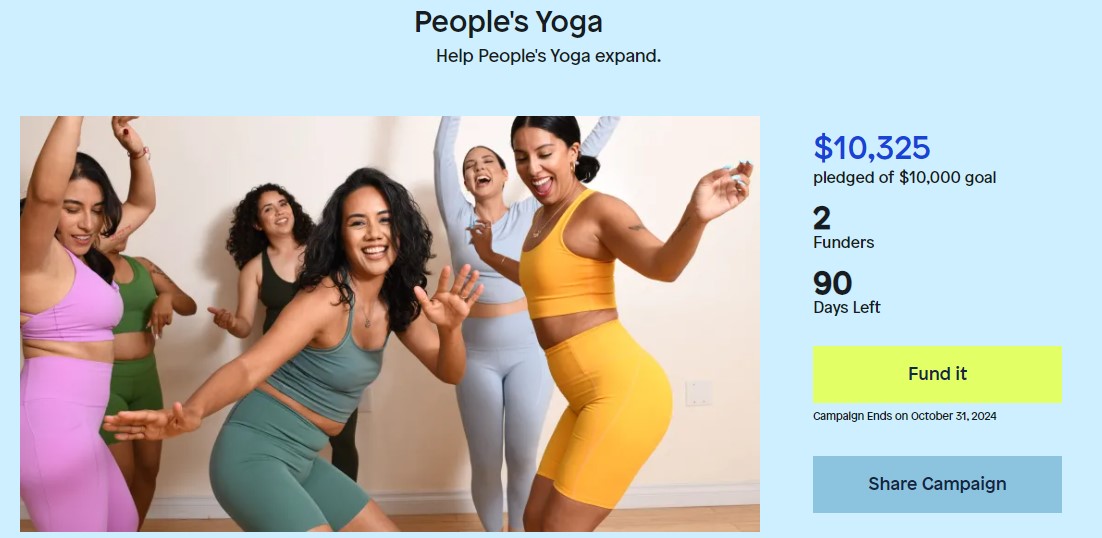 People's Yoga
Help People's Yoga expand.
$10,325
pledged of $10,000 goal
2
Funders
90
Days Left
Fund it
Campaign Ends on October 31, 2024
Share Campaign